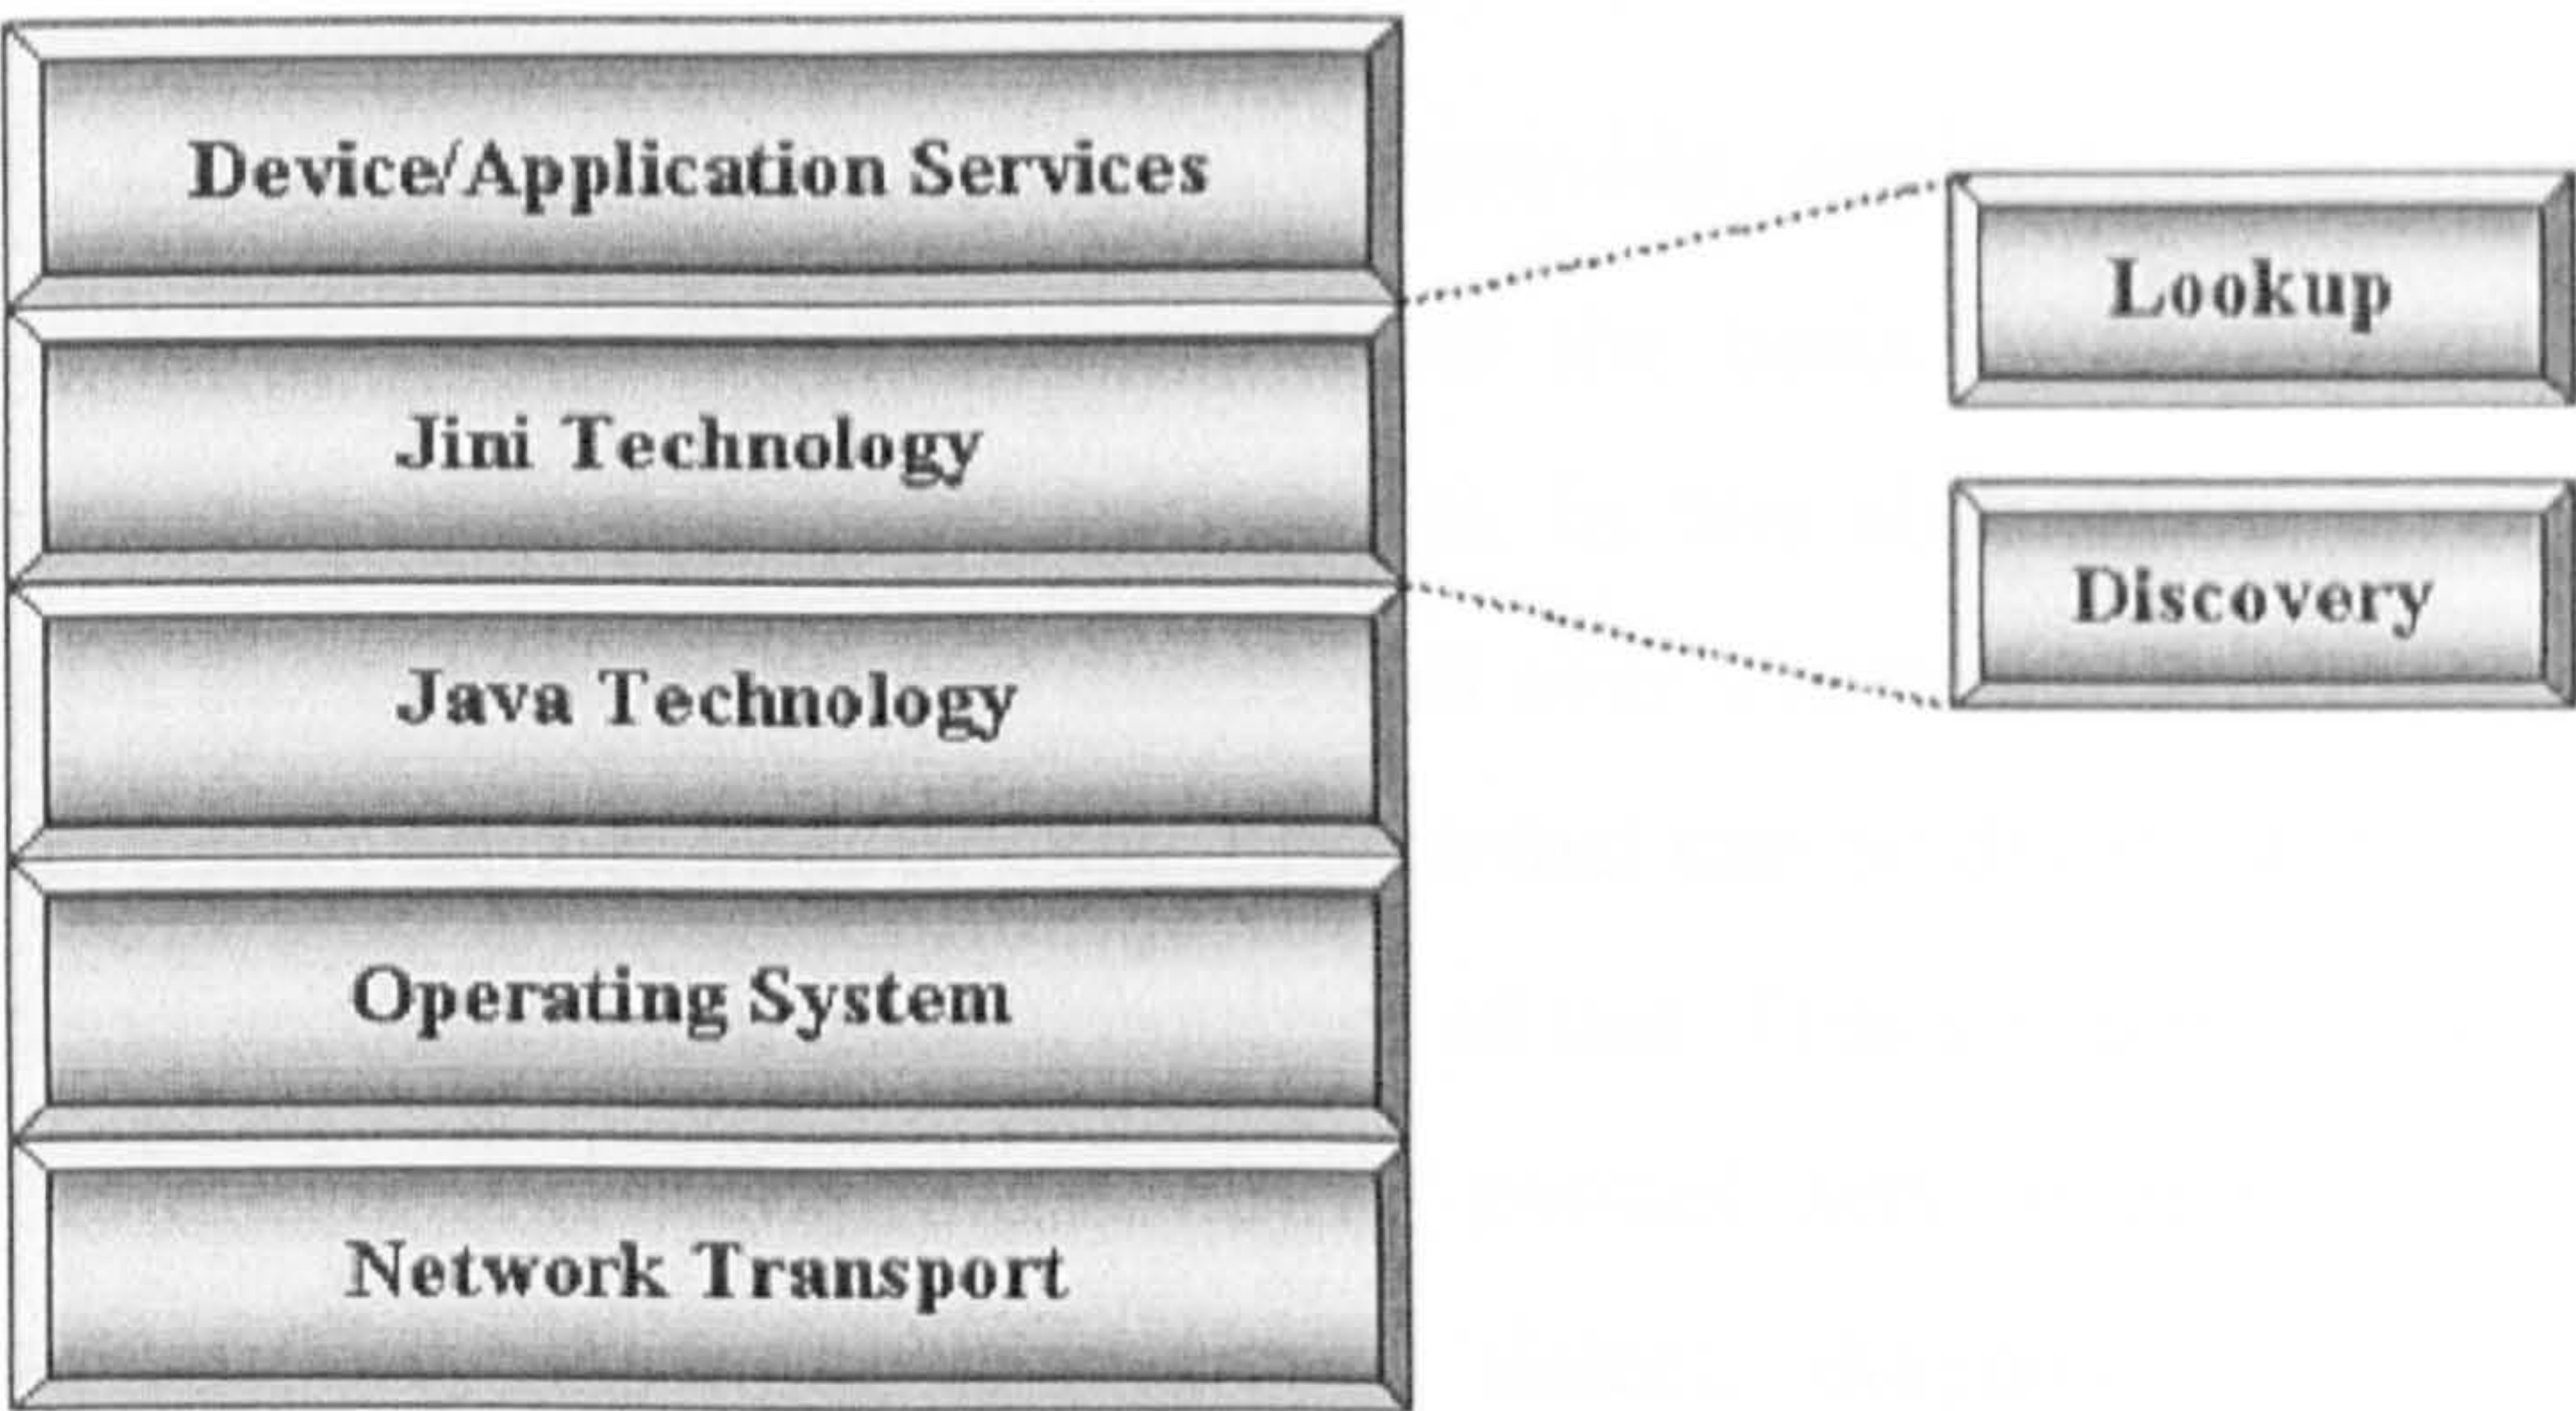 Device/Application Services
Jini Technology
Java Technology
Operating System
Network Transport
Lookup
Discovery